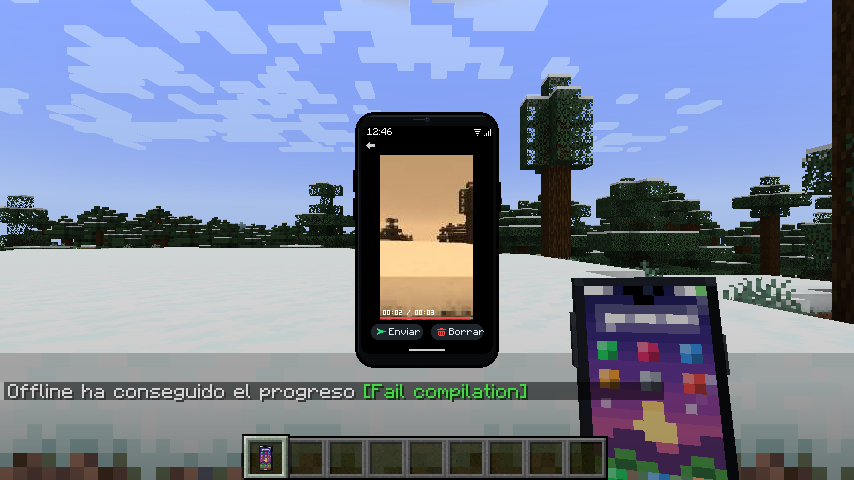 12:46
00:02 / 00:03
Enviar
Borrar
Offline ha conseguido el progreso [Fail compilation]